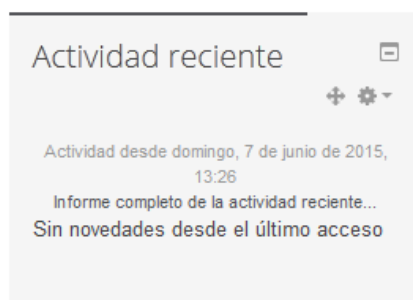 Actividad reciente
Actividad desde domingo, 7 de junio de 2015,
13:26
Informe completo de la actividad reciente...
Sin novedades desde el último acceso